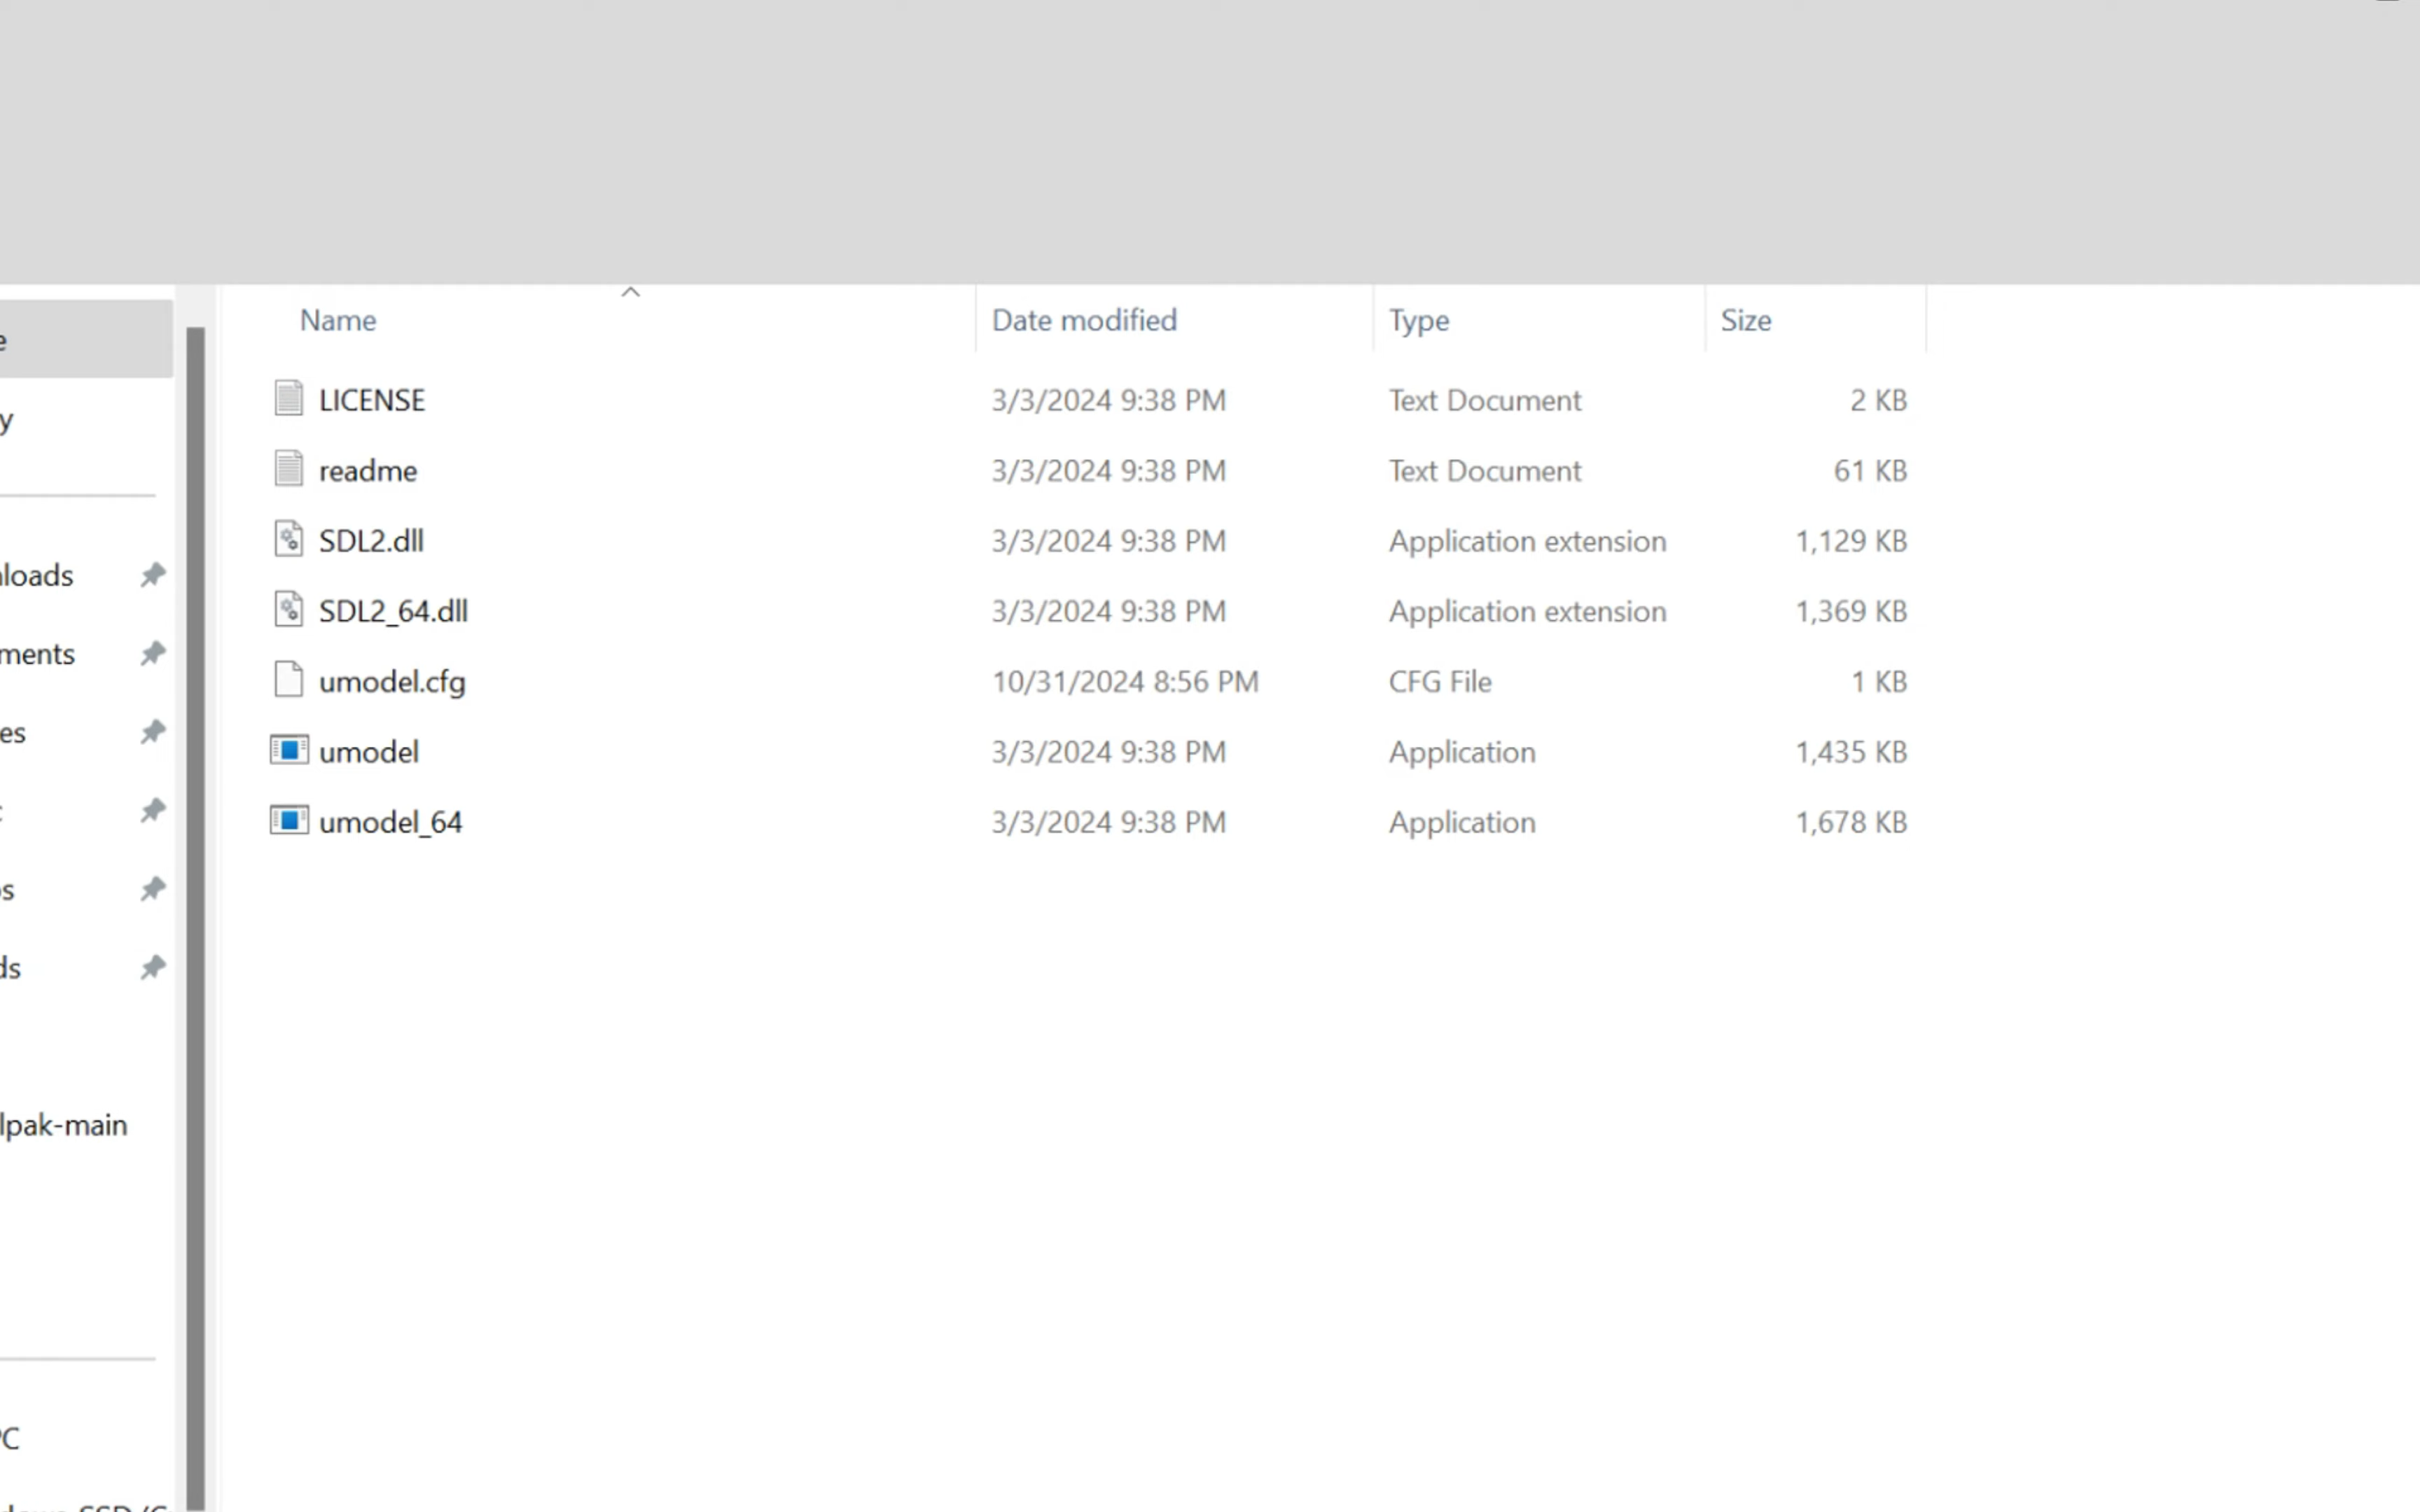 Name Date modified Type Size
LICENSE 3/3/2024 9:38 PM Text Document 2 KB
readme 3/3/2024 9:38 PM Text Document 61 KB
SDL2.dll 3/3/2024 9:38 PM Application extension 1,129 KB
SDL2_64.dll 3/3/2024 9:38 PM Application extension 1,369 KB
umodel.cfg 10/31/2024 8:56 PM CFG File 1 KB
umodel 3/3/2024 9:38 PM Application 1,435 KB
umodel_64 3/3/2024 9:38 PM Application 1,678 KB
e
y
loads
ments
es
os
ds
lpak-main
PC